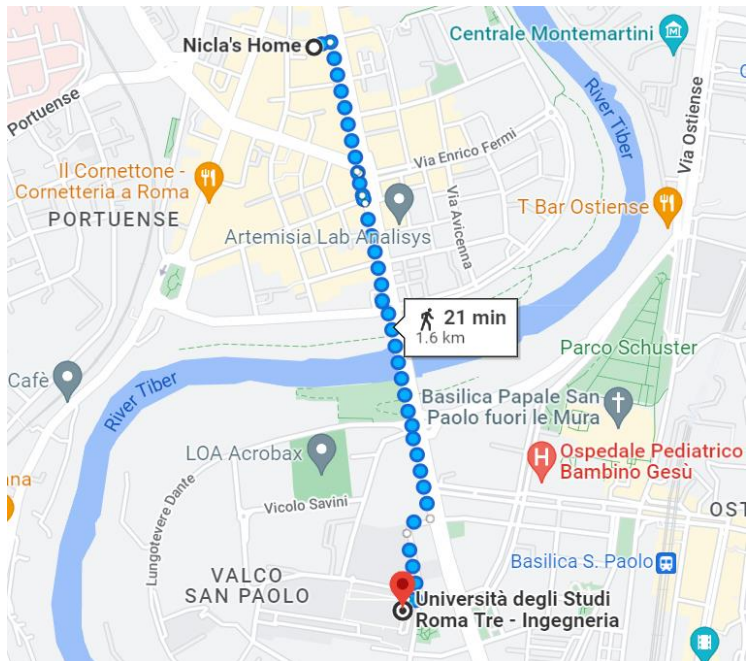 Nicla's Home
Centrale Montemartini
Portuense
River Tiber
Via Ostiense
Via Enrico Fermi
Il Cornettone -
Cornetteria a Roma
PORTUENSE
Via Avicenna
T Bar Ostiense
Artemisia Lab Analisys
21 min
1.6 km
Parco Schuster
Cafè
River Tiber
Basilica Papale San
Paolo fuori le Mura
LOA Acrobax
Ospedale Pediatrico
Bambino Gesù
ana
Lungotevere Dante
Vicolo Savini
OST
Basilica S. Paolo
VALCO
SAN PAOLO
Università degli Studi
Roma Tre - Ingegneria